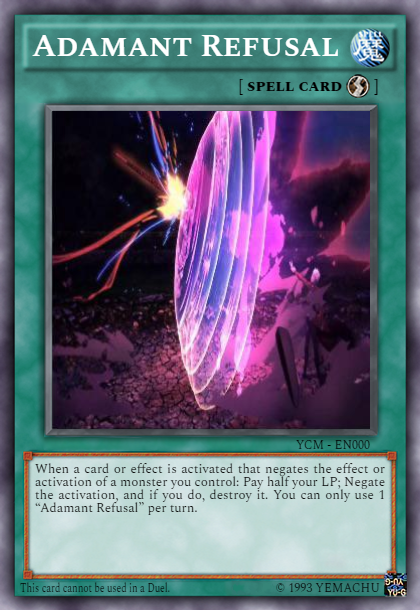 ADAMANT REFUSAL 魔
[ SPELL CARD ]
YCM - EN000
When a card or effect is activated that negates the effect or
activation of a monster you control: Pay half your LP; Negate
the activation, and if you do, destroy it. You can only use 1
“Adamant Refusal” per turn.
This card cannot be used in a Duel.
© 1993 YEMACHU
YU-G